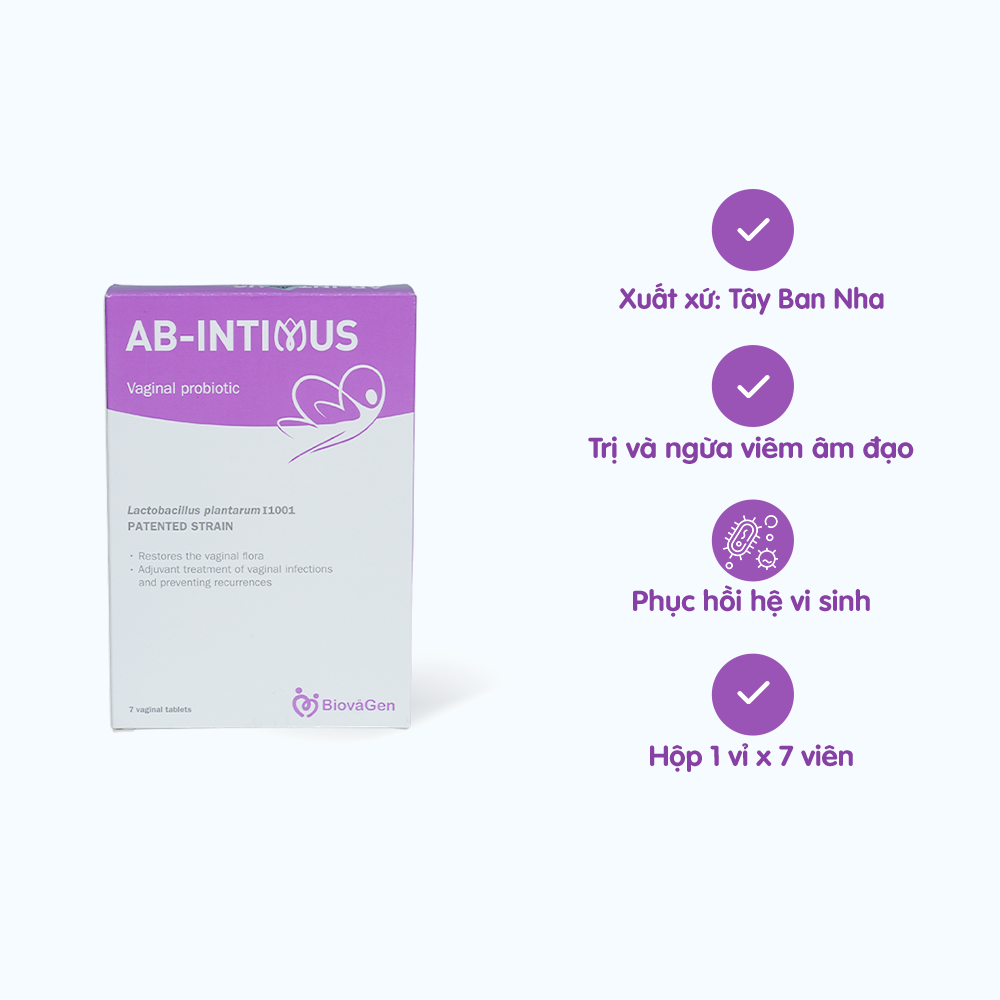 AB-INTIMUS
Vaginal probiotic
Lactobacillus plantarum I1001
PATENTED STRAIN
• Restores the vaginal flora
• Adjuvant treatment of vaginal infections
and preventing recurrences
7 vaginal tablets
BiovåGen
Xuất xứ: Tây Ban Nha
Trị và ngừa viêm âm đạo
Phục hồi hệ vi sinh
Hộp 1 vỉ x 7 viên